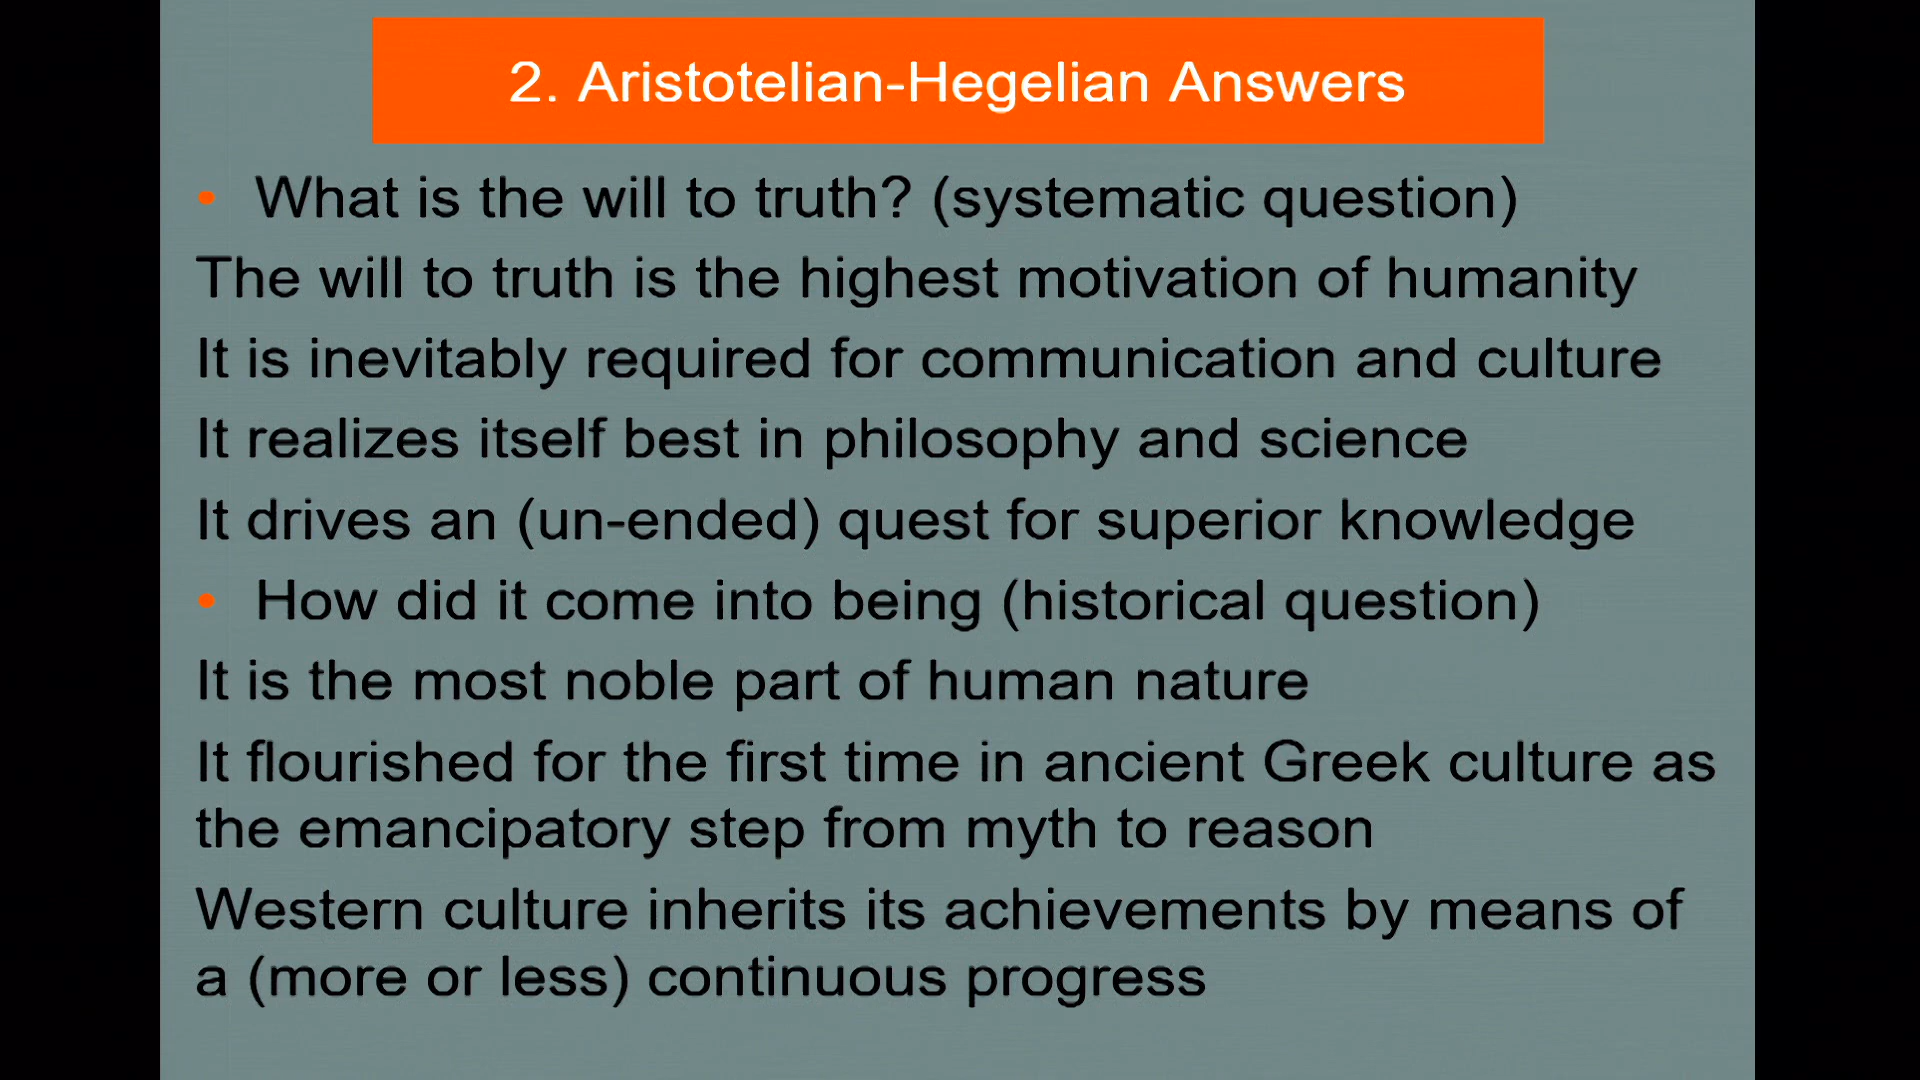 2. Aristotelian-Hegelian Answers
• What is the will to truth? (systematic question)
The will to truth is the highest motivation of humanity
It is inevitably required for communication and culture
It realizes itself best in philosophy and science
It drives an (un-ended) quest for superior knowledge
• How did it come into being (historical question)
It is the most noble part of human nature
It flourished for the first time in ancient Greek culture as
the emancipatory step from myth to reason
Western culture inherits its achievements by means of
a (more or less) continuous progress